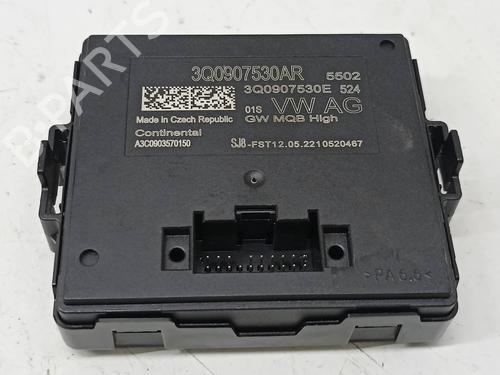 3Q0907530AR 5502
3Q0907530E 524
01S VW AG
Made in Czech Republic GW MQB High
Continental
A3C0903570150 SJ8-FST12.05.2210520467
>PA6.6<
B-PARTS